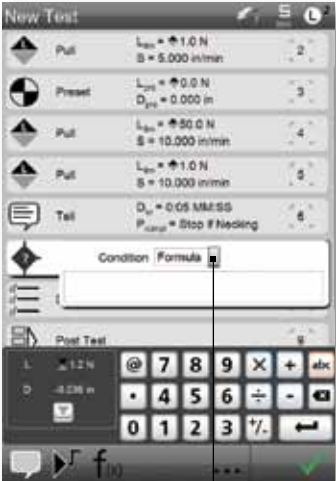 New Test
Pull
= 1.0 N
S = 5.000 in/min
2
Preset
= 0.0 N
= 0.000 in
3
Pull
= 50.0 N
S = 10.000 in/min
4
Pull
= 1.0 N
S = 10.000 in/min
5
Tell
= 0:05 MM:SS
= Stop if Necking
6
Condition Formula
Post Test
L 1.2 N
D -0.236 in
@ 7 8 9 × + abc
· 4 5 6 ÷ -
0 1 2 3 +/-
f(x)
...